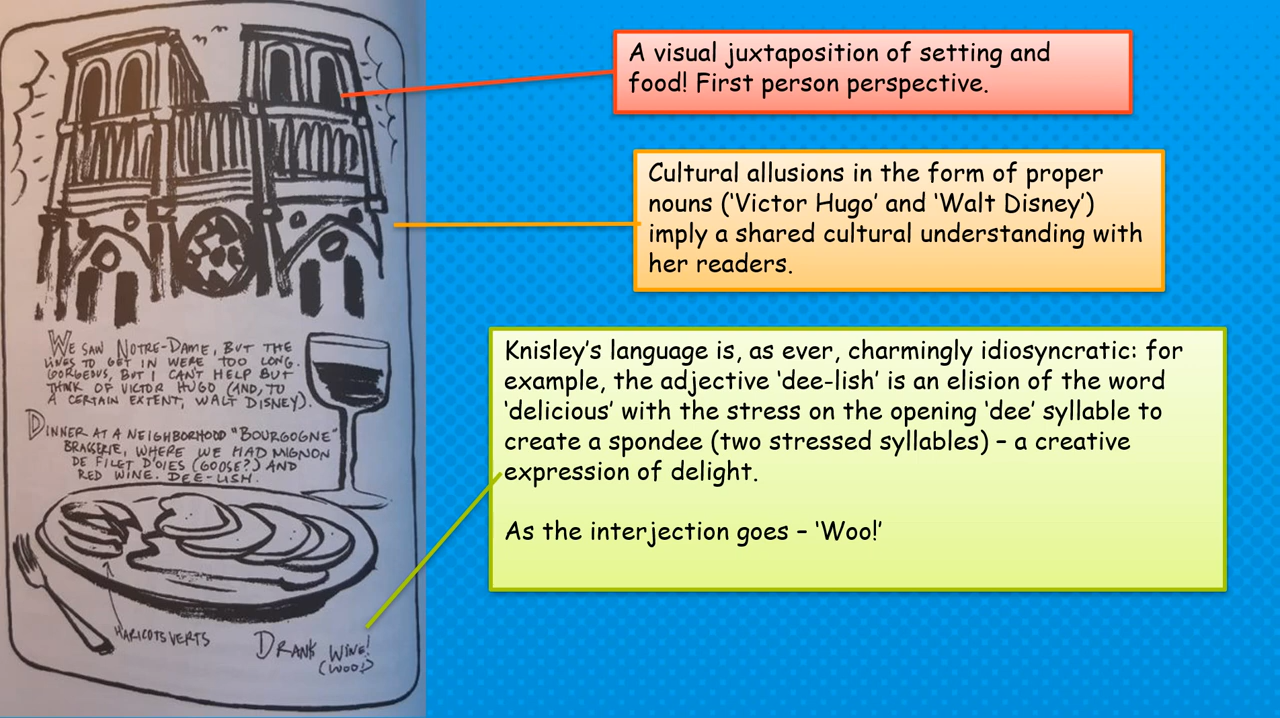 WE SAW NOTRE-DAME, BUT THE
LINES TO GET IN WERE TOO LONG.
GORGEOUS, BUT I CAN'T HELP BUT
THINK OF VICTOR HUGO (AND, TO
A CERTAIN EXTENT, WALT DISNEY).
DINNER AT A NEIGHBORHOOD "BOURGOGNE"
BRASSERIE, WHERE WE HAD MIGNON
DE FILET D'OIES (GOOSE?) AND
RED WINE. DEE-LISH.
HARICOTS VERTS
DRANK WINE!
(WOO!)
A visual juxtaposition of setting and
food! First person perspective.
Cultural allusions in the form of proper
nouns (‘Victor Hugo’ and ‘Walt Disney’)
imply a shared cultural understanding with
her readers.
Knisley’s language is, as ever, charmingly idiosyncratic: for
example, the adjective ‘dee-lish’ is an elision of the word
‘delicious’ with the stress on the opening ‘dee’ syllable to
create a spondee (two stressed syllables) – a creative
expression of delight.
As the interjection goes – ‘Woo!’